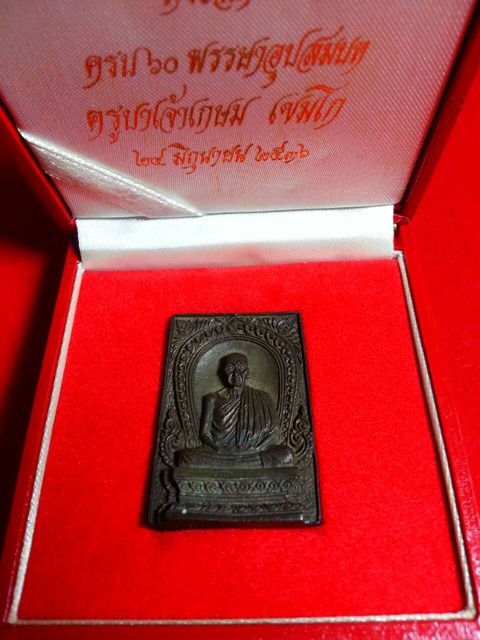 ครบ ๖๐ พรรษาอุปสมบท
ครูบาเจ้าเกษม เขมโก
๒๘ มิถุนายน ๒๕๓๖